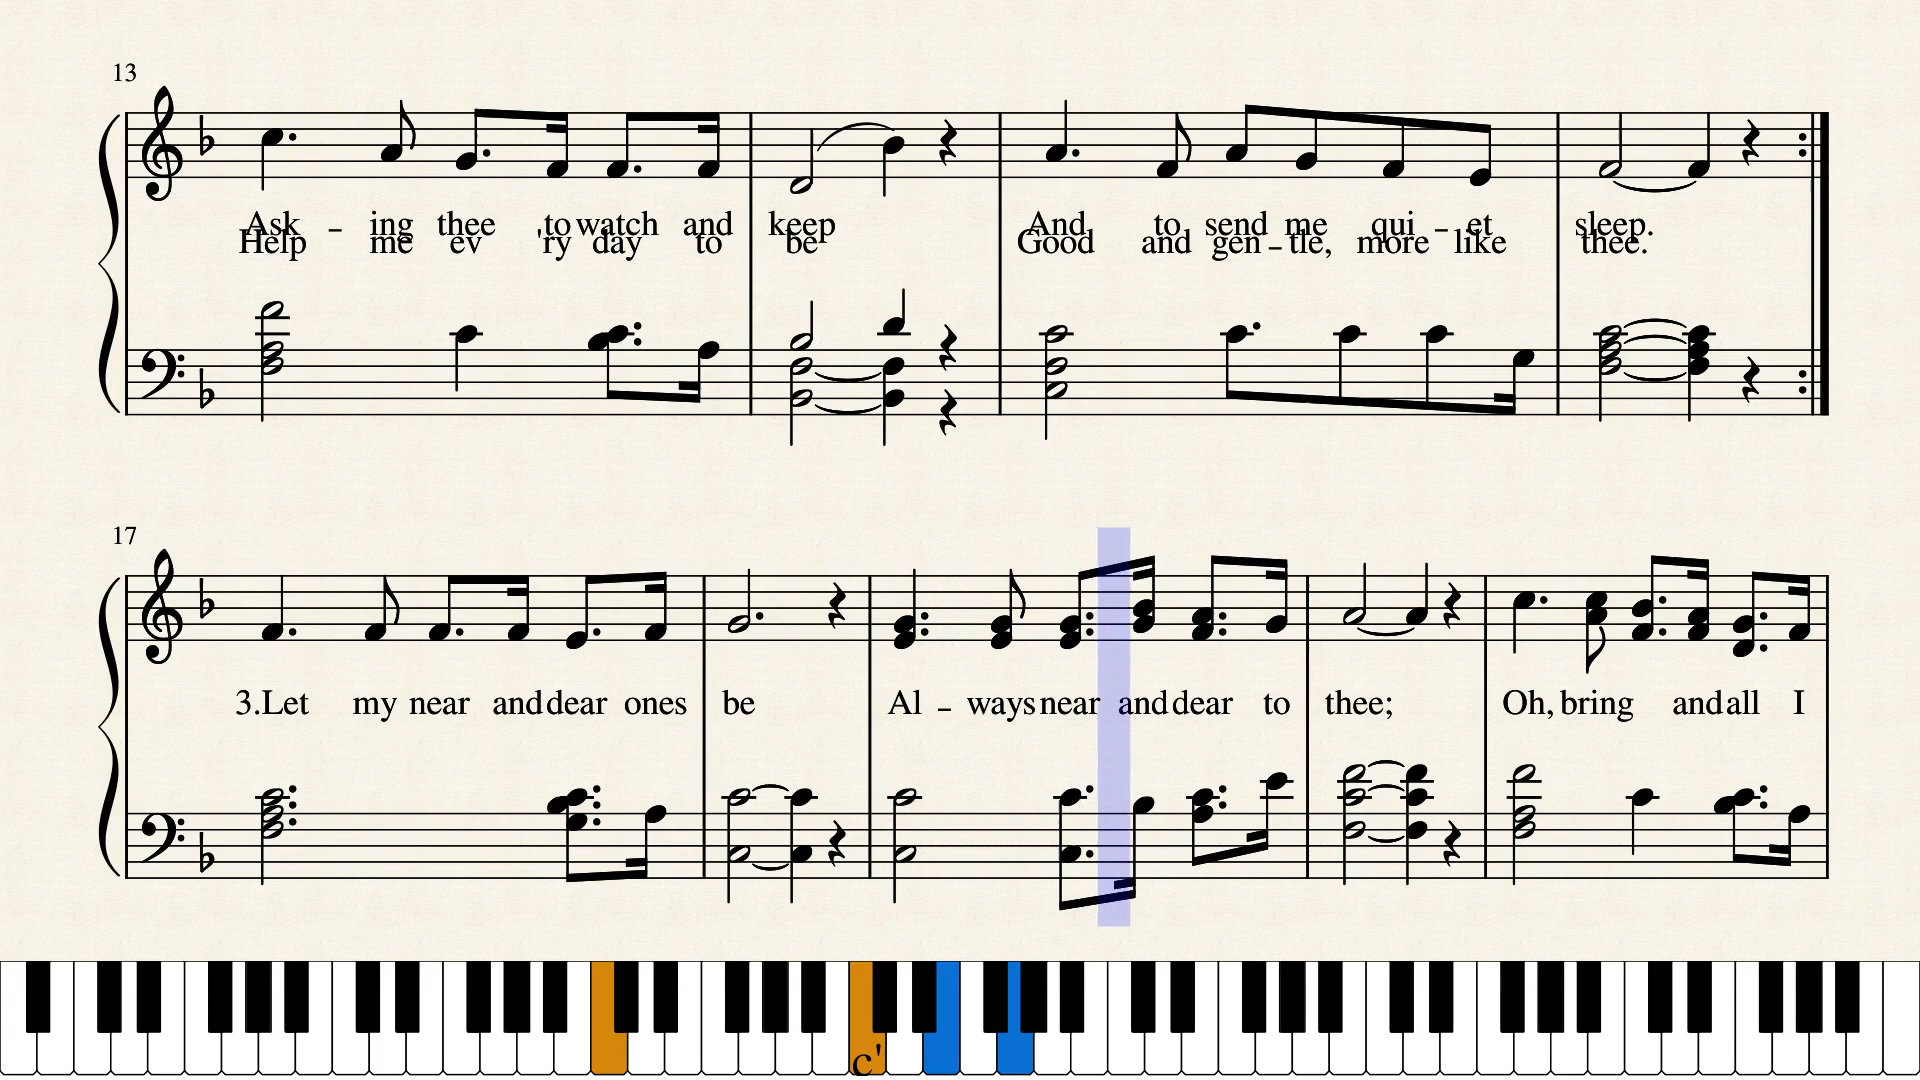 13
Ask - ing thee to watch and keep And to send me qui - et sleep.
Help me ev 'ry day to be Good and gen - tle, more like thee.
17
3.Let my near and dear ones be Al - ways near and dear to thee; Oh, bring and all I
c'